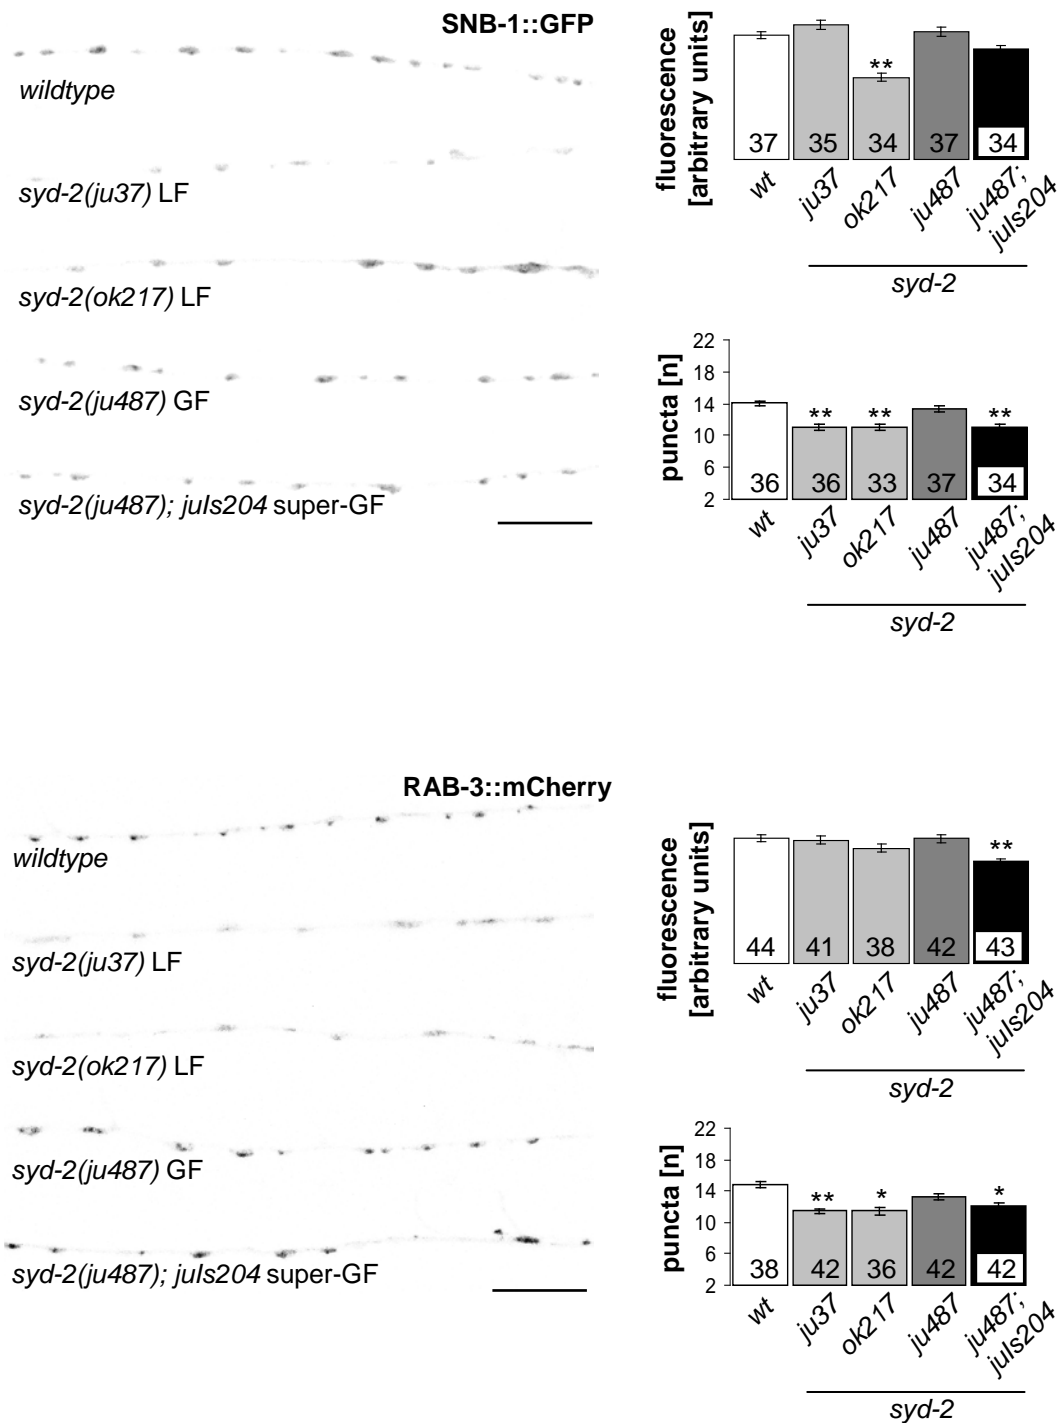 SNB-1::GFP
wildtype
syd-2(ju37) LF
syd-2(ok217) LF
syd-2(ju487) GF
syd-2(ju487); juIs204 super-GF
fluorescence
[arbitrary units]
**
37 35 34 37 34
wt ju37 ok217 ju487 ju487;
juIs204
syd-2
puncta [n]
22
18
14
10
6
2
** ** **
36 36 33 37 34
wt ju37 ok217 ju487 ju487;
juIs204
syd-2
RAB-3::mCherry
wildtype
syd-2(ju37) LF
syd-2(ok217) LF
syd-2(ju487) GF
syd-2(ju487); juIs204 super-GF
fluorescence
[arbitrary units]
**
44 41 38 42 43
wt ju37 ok217 ju487 ju487;
juIs204
syd-2
puncta [n]
22
18
14
10
6
2
** * *
38 42 36 42 42
wt ju37 ok217 ju487 ju487;
juIs204
syd-2